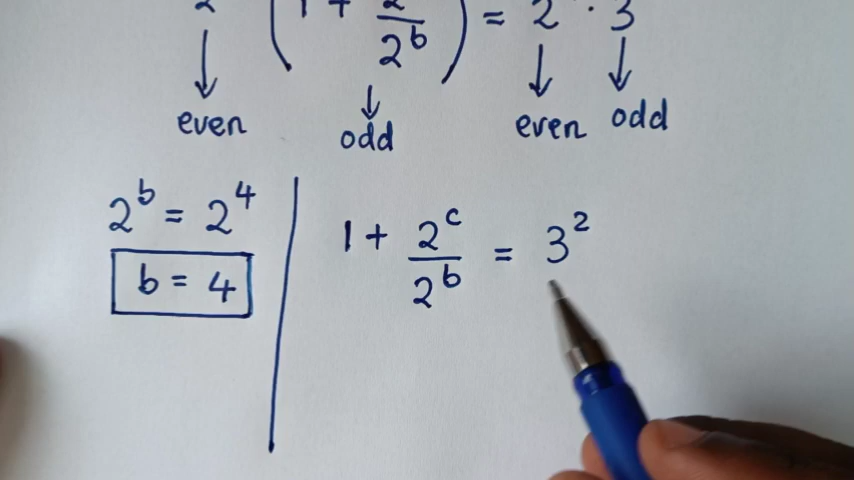 ( 1 + 2 / 2^b ) = 2 · 3
even odd even odd
2^b = 2^4
b = 4
1 + 2^c / 2^b = 3^2